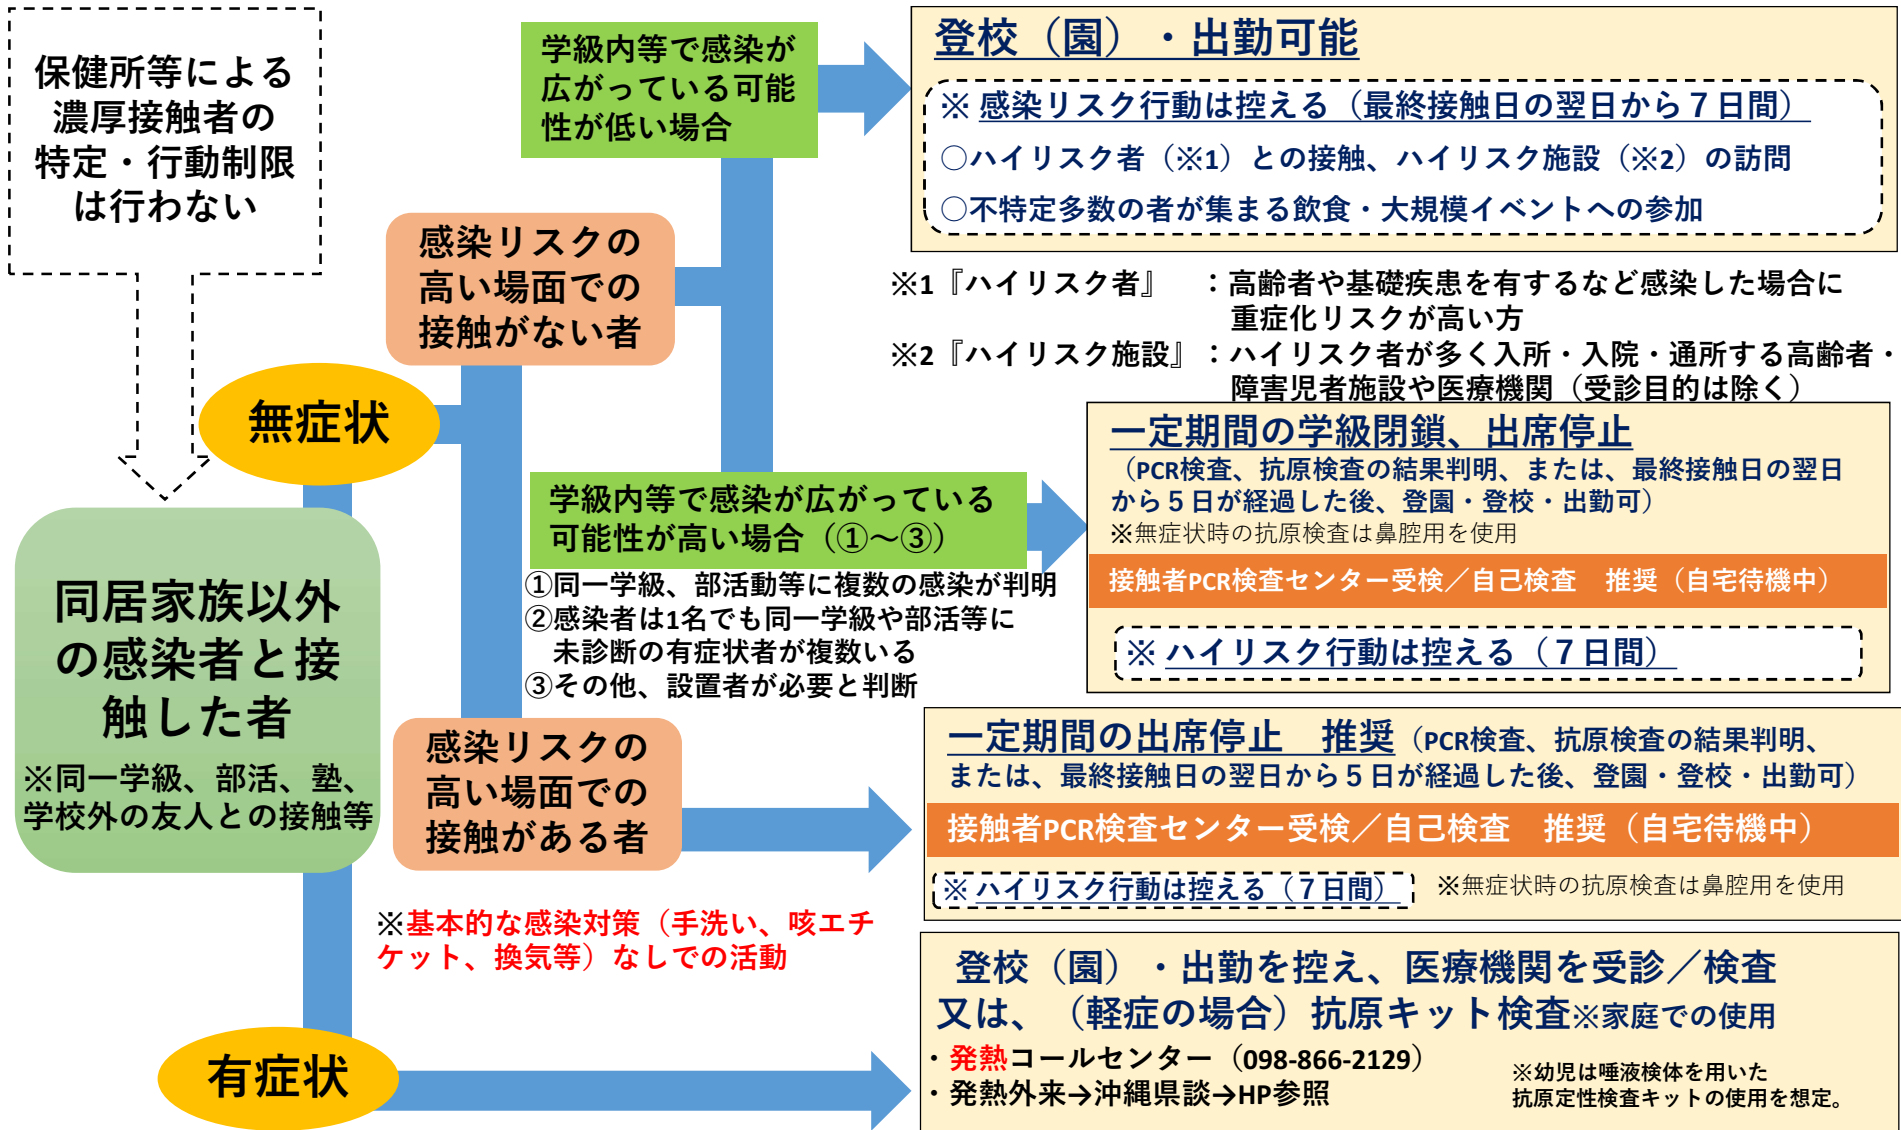 保健所等による
濃厚接触者の
特定・行動制限
は行わない
同居家族以外
の感染者と接
触した者
※同一学級、部活、塾、
学校外の友人との接触等
無症状
有症状
感染リスクの
高い場面での
接触がない者
感染リスクの
高い場面での
接触がある者
※基本的な感染対策（手洗い、咳エチ
ケット、換気等）なしでの活動
学級内等で感染が
広がっている可能
性が低い場合
学級内等で感染が広がっている
可能性が高い場合（①～③）
①同一学級、部活動等に複数の感染が判明
②感染者は1名でも同一学級や部活等に
未診断の有症状者が複数いる
③その他、設置者が必要と判断
登校（園）・出勤可能
※ 感染リスク行動は控える（最終接触日の翌日から７日間）
○ハイリスク者（※1）との接触、ハイリスク施設（※2）の訪問
○不特定多数の者が集まる飲食・大規模イベントへの参加
※1『ハイリスク者』 ：高齢者や基礎疾患を有するなど感染した場合に
重症化リスクが高い方
※2『ハイリスク施設』：ハイリスク者が多く入所・入院・通所する高齢者・
障害児者施設や医療機関（受診目的は除く）
一定期間の学級閉鎖、出席停止
（PCR検査、抗原検査の結果判明、または、最終接触日の翌日
から５日が経過した後、登園・登校・出勤可）
※無症状時の抗原検査は鼻腔用を使用
接触者PCR検査センター受検／自己検査 推奨（自宅待機中）
※ ハイリスク行動は控える（７日間）
一定期間の出席停止 推奨（PCR検査、抗原検査の結果判明、
または、最終接触日の翌日から５日が経過した後、登園・登校・出勤可）
接触者PCR検査センター受検／自己検査 推奨（自宅待機中）
※ ハイリスク行動は控える（７日間） ※無症状時の抗原検査は鼻腔用を使用
登校（園）・出勤を控え、医療機関を受診／検査
又は、（軽症の場合）抗原キット検査※家庭での使用
・発熱コールセンター（098-866-2129）
・発熱外来→沖縄県談→HP参照
※幼児は唾液検体を用いた
抗原定性検査キットの使用を想定。